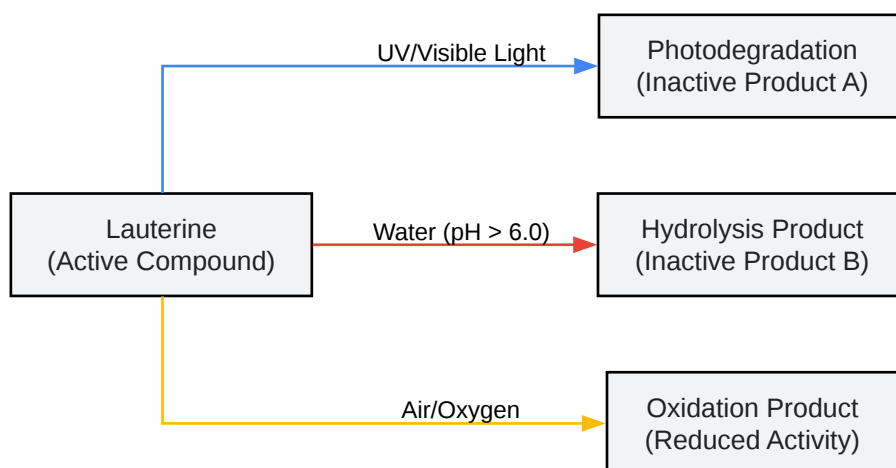 UV/Visible Light
Photodegradation
(Inactive Product A)
Lauterine
(Active Compound)
Water (pH > 6.0)
Hydrolysis Product
(Inactive Product B)
Air/Oxygen
Oxidation Product
(Reduced Activity)